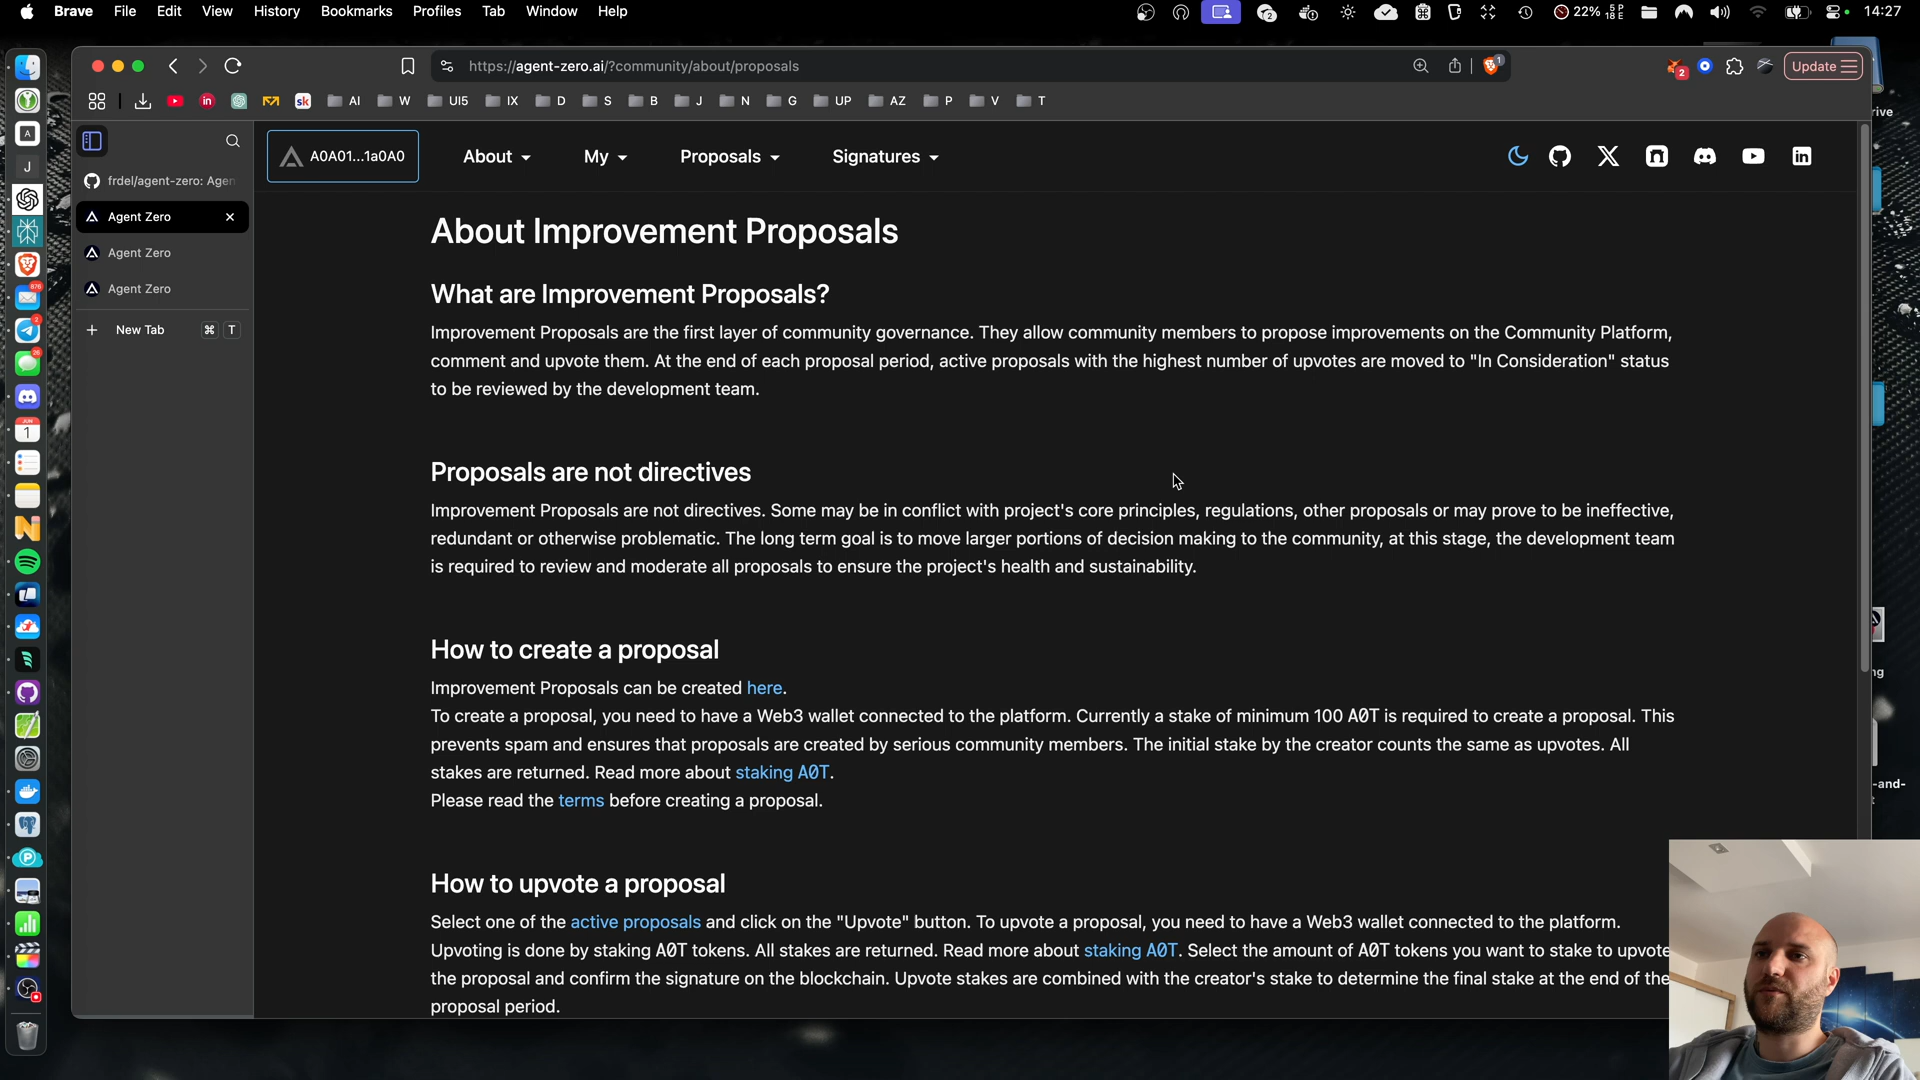 Brave File Edit View History Bookmarks Profiles Tab Window Help
22% 14:27
https://agent-zero.ai/?community/about/proposals
Update
AI W UI5 IX D S B J N G UP AZ P V T
frdel/agent-zero: Agen
Agent Zero
Agent Zero
Agent Zero
New Tab ⌘ T
A0A01...1a0A0 About My Proposals Signatures
About Improvement Proposals
What are Improvement Proposals?
Improvement Proposals are the first layer of community governance. They allow community members to propose improvements on the Community Platform,
comment and upvote them. At the end of each proposal period, active proposals with the highest number of upvotes are moved to "In Consideration" status
to be reviewed by the development team.
Proposals are not directives
Improvement Proposals are not directives. Some may be in conflict with project's core principles, regulations, other proposals or may prove to be ineffective,
redundant or otherwise problematic. The long term goal is to move larger portions of decision making to the community, at this stage, the development team
is required to review and moderate all proposals to ensure the project's health and sustainability.
How to create a proposal
Improvement Proposals can be created here.
To create a proposal, you need to have a Web3 wallet connected to the platform. Currently a stake of minimum 100 A0T is required to create a proposal. This
prevents spam and ensures that proposals are created by serious community members. The initial stake by the creator counts the same as upvotes. All
stakes are returned. Read more about staking A0T.
Please read the terms before creating a proposal.
How to upvote a proposal
Select one of the active proposals and click on the "Upvote" button. To upvote a proposal, you need to have a Web3 wallet connected to the platform.
Upvoting is done by staking A0T tokens. All stakes are returned. Read more about staking A0T. Select the amount of A0T tokens you want to stake to upvote
the proposal and confirm the signature on the blockchain. Upvote stakes are combined with the creator's stake to determine the final stake at the end of the
proposal period.